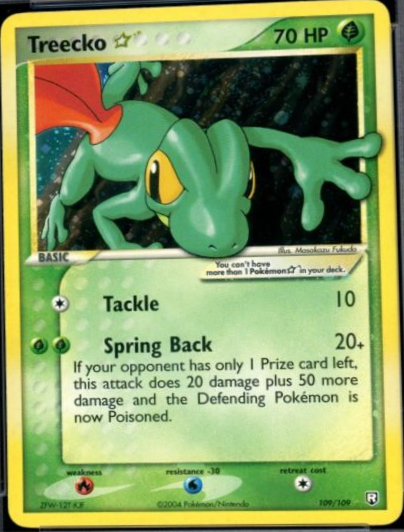 Treecko ☆ 70 HP
BASIC
Illus. Masakazu Fukuda
You can't have
more than 1 Pokémon☆ in your deck.
Tackle 10
Spring Back 20+
If your opponent has only 1 Prize card left,
this attack does 20 damage plus 50 more
damage and the Defending Pokémon is
now Poisoned.
weakness resistance -30 retreat cost
©2004 Pokémon/Nintendo 109/109 R